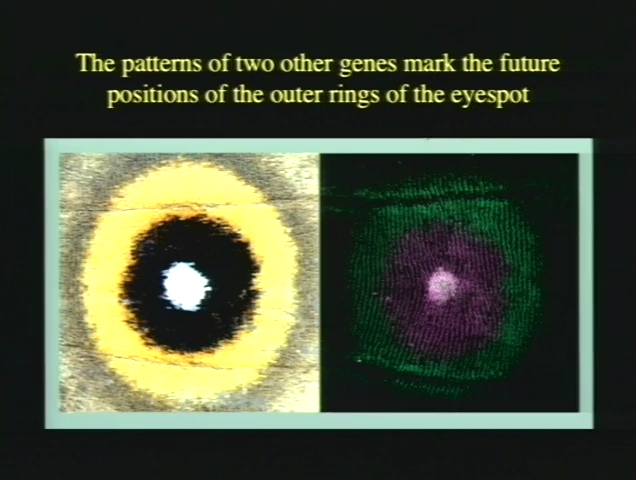 The patterns of two other genes mark the future
positions of the outer rings of the eyespot